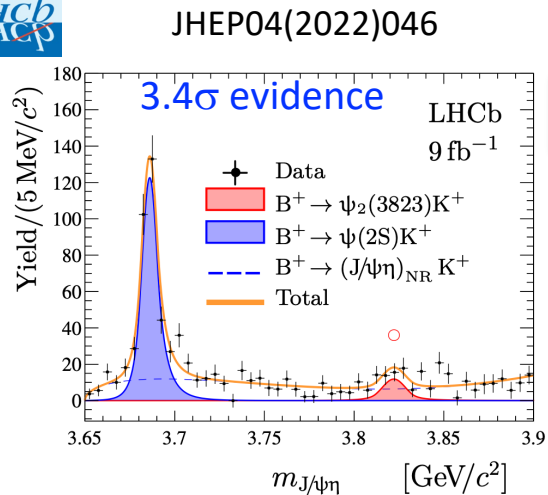 JHEP04(2022)046
3.4σ evidence
LHCb
9 fb⁻¹
Data
B⁺ → ψ₂(3823)K⁺
B⁺ → ψ(2S)K⁺
B⁺ → (J/ψη)_NR K⁺
Total
Yield/(5 MeV/c²)
180
160
140
120
100
80
60
40
20
0
3.65 3.7 3.75 3.8 3.85 3.9
m_J/ψη [GeV/c²]